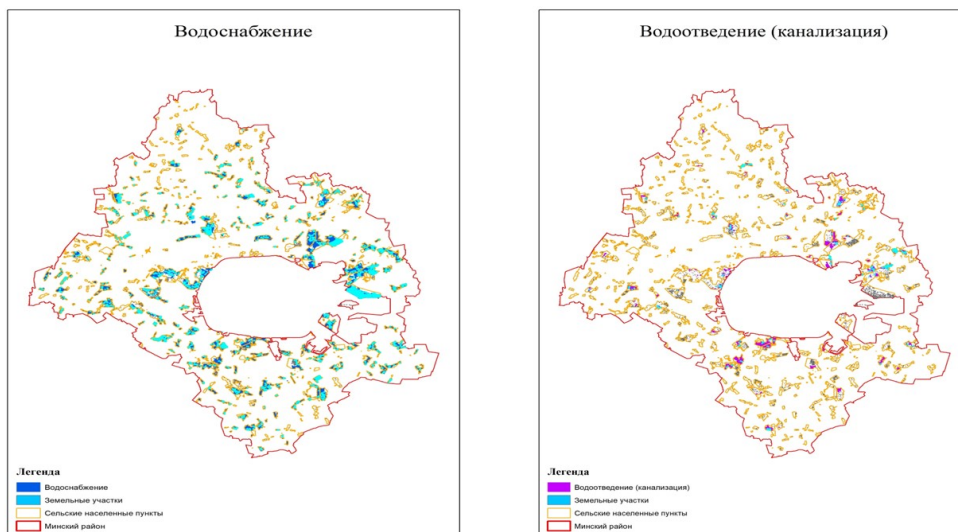 Водоснабжение
Легенда
Водоснабжение
Земельные участки
Сельские населенные пункты
Минский район
Водоотведение (канализация)
Легенда
Водоотведение (канализация)
Земельные участки
Сельские населенные пункты
Минский район